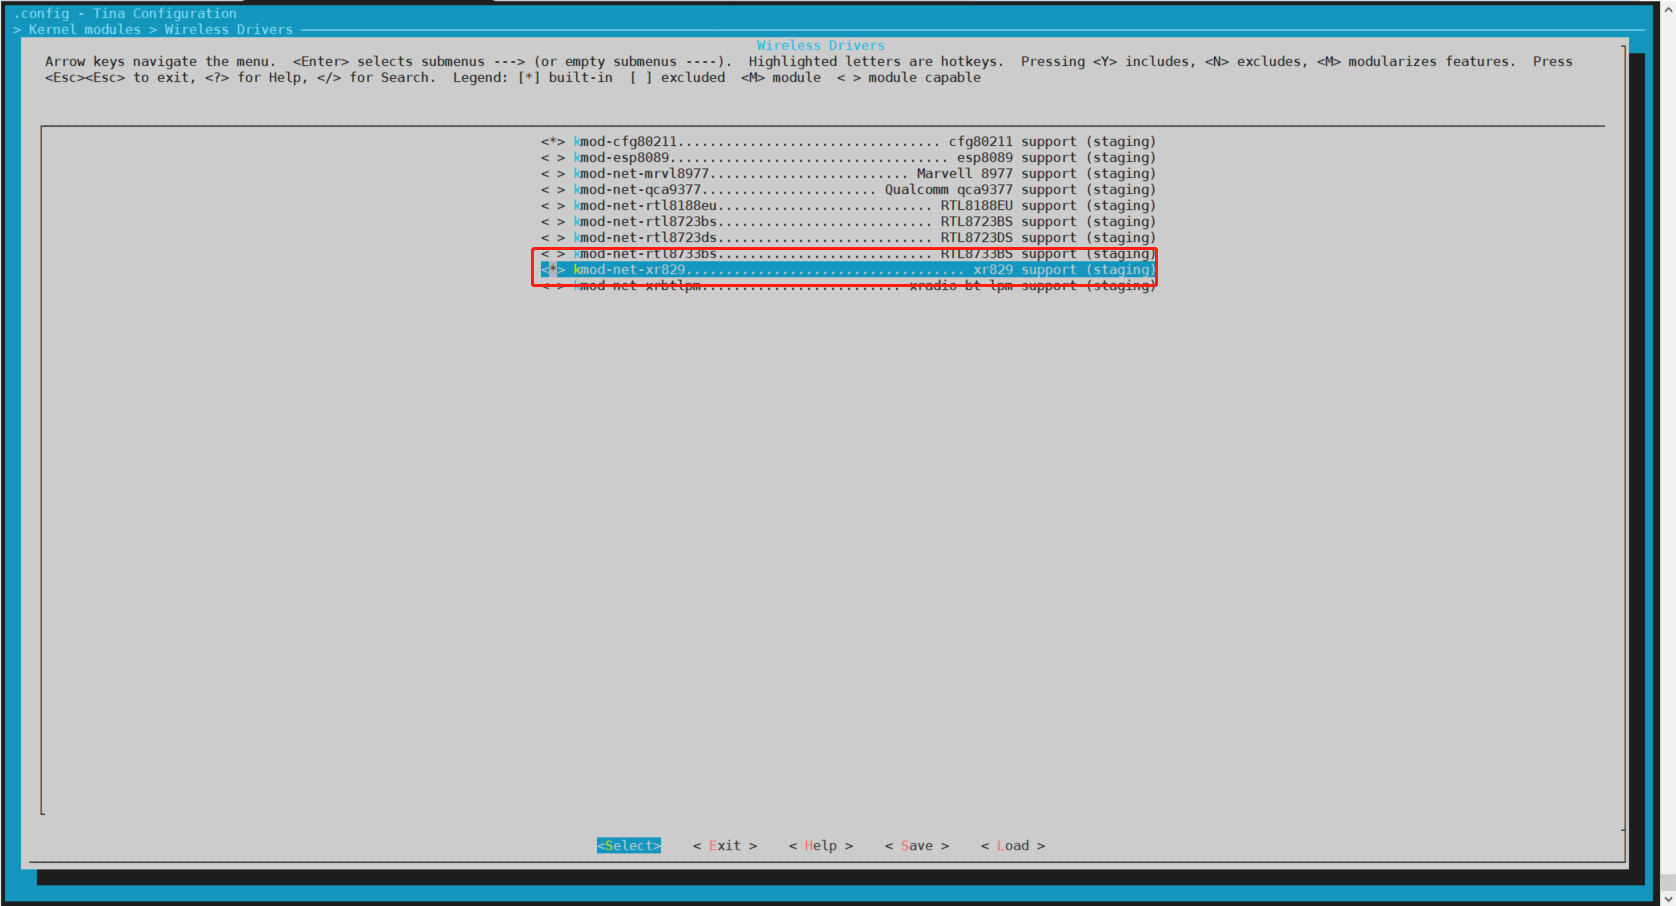 .config - Tina Configuration
> Kernel modules > Wireless Drivers
Wireless Drivers
Arrow keys navigate the menu.  <Enter> selects submenus ---> (or empty submenus ----).  Highlighted letters are hotkeys.  Pressing <Y> includes, <N> excludes, <M> modularizes features.  Press
<Esc><Esc> to exit, <?> for Help, </> for Search.  Legend: [*] built-in  [ ] excluded  <M> module  < > module capable
<*> kmod-cfg80211................................. cfg80211 support (staging)
< > kmod-esp8089................................... esp8089 support (staging)
< > kmod-net-mrvl8977......................... Marvell 8977 support (staging)
< > kmod-net-qca9377...................... Qualcomm qca9377 support (staging)
< > kmod-net-rtl8188eu........................... RTL8188EU support (staging)
< > kmod-net-rtl8723bs........................... RTL8723BS support (staging)
< > kmod-net-rtl8723ds........................... RTL8723DS support (staging)
< > kmod-net-rtl8733bs........................... RTL8733BS support (staging)
<*> kmod-net-xr829................................... xr829 support (staging)
< > kmod-net-xrbtlpm......................... xradio bt lpm support (staging)
<Select>    < Exit >    < Help >    < Save >    < Load >